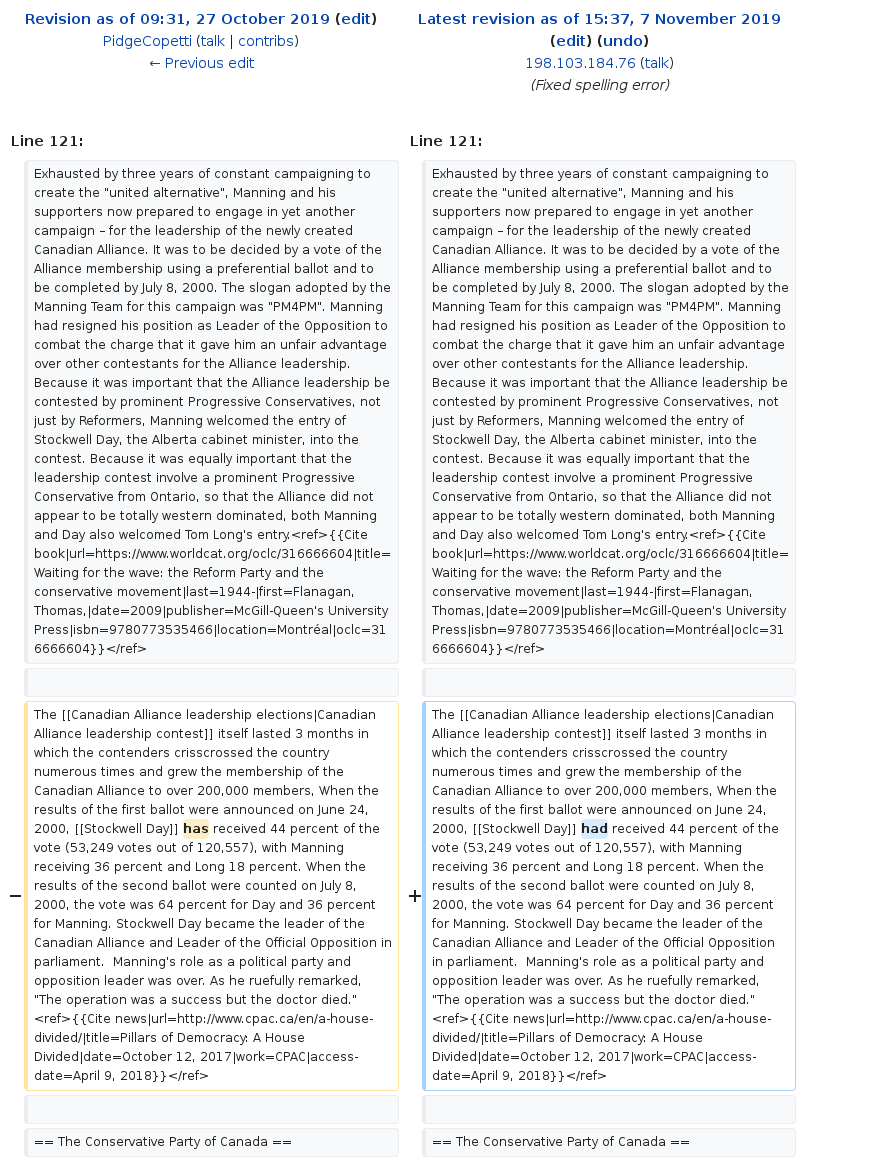 Revision as of 09:31, 27 October 2019 (edit)
PidgeCopetti (talk | contribs)
← Previous edit
Latest revision as of 15:37, 7 November 2019
(edit) (undo)
198.103.184.76 (talk)
(Fixed spelling error)
Line 121:
Exhausted by three years of constant campaigning to
create the "united alternative", Manning and his
supporters now prepared to engage in yet another
campaign – for the leadership of the newly created
Canadian Alliance. It was to be decided by a vote of the
Alliance membership using a preferential ballot and to
be completed by July 8, 2000. The slogan adopted by the
Manning Team for this campaign was "PM4PM". Manning
had resigned his position as Leader of the Opposition to
combat the charge that it gave him an unfair advantage
over other contestants for the Alliance leadership.
Because it was important that the Alliance leadership be
contested by prominent Progressive Conservatives, not
just by Reformers, Manning welcomed the entry of
Stockwell Day, the Alberta cabinet minister, into the
contest. Because it was equally important that the
leadership contest involve a prominent Progressive
Conservative from Ontario, so that the Alliance did not
appear to be totally western dominated, both Manning
and Day also welcomed Tom Long's entry.<ref>{{Cite
book|url=https://www.worldcat.org/oclc/316666604|title=
Waiting for the wave: the Reform Party and the
conservative movement|last=1944-|first=Flanagan,
Thomas,|date=2009|publisher=McGill-Queen's University
Press|isbn=9780773535466|location=Montréal|oclc=31
6666604}}</ref>
− The [[Canadian Alliance leadership elections|Canadian
Alliance leadership contest]] itself lasted 3 months in
which the contenders crisscrossed the country
numerous times and grew the membership of the
Canadian Alliance to over 200,000 members, When the
results of the first ballot were announced on June 24,
2000, [[Stockwell Day]] has received 44 percent of the
vote (53,249 votes out of 120,557), with Manning
receiving 36 percent and Long 18 percent. When the
results of the second ballot were counted on July 8,
2000, the vote was 64 percent for Day and 36 percent
for Manning. Stockwell Day became the leader of the
Canadian Alliance and Leader of the Official Opposition in
parliament.  Manning's role as a political party and
opposition leader was over. As he ruefully remarked,
"The operation was a success but the doctor died."
<ref>{{Cite news|url=http://www.cpac.ca/en/a-house-
divided/|title=Pillars of Democracy: A House
Divided|date=October 12, 2017|work=CPAC|access-
date=April 9, 2018}}</ref>
== The Conservative Party of Canada ==
Line 121:
Exhausted by three years of constant campaigning to
create the "united alternative", Manning and his
supporters now prepared to engage in yet another
campaign – for the leadership of the newly created
Canadian Alliance. It was to be decided by a vote of the
Alliance membership using a preferential ballot and to
be completed by July 8, 2000. The slogan adopted by the
Manning Team for this campaign was "PM4PM". Manning
had resigned his position as Leader of the Opposition to
combat the charge that it gave him an unfair advantage
over other contestants for the Alliance leadership.
Because it was important that the Alliance leadership be
contested by prominent Progressive Conservatives, not
just by Reformers, Manning welcomed the entry of
Stockwell Day, the Alberta cabinet minister, into the
contest. Because it was equally important that the
leadership contest involve a prominent Progressive
Conservative from Ontario, so that the Alliance did not
appear to be totally western dominated, both Manning
and Day also welcomed Tom Long's entry.<ref>{{Cite
book|url=https://www.worldcat.org/oclc/316666604|title=
Waiting for the wave: the Reform Party and the
conservative movement|last=1944-|first=Flanagan,
Thomas,|date=2009|publisher=McGill-Queen's University
Press|isbn=9780773535466|location=Montréal|oclc=31
6666604}}</ref>
+ The [[Canadian Alliance leadership elections|Canadian
Alliance leadership contest]] itself lasted 3 months in
which the contenders crisscrossed the country
numerous times and grew the membership of the
Canadian Alliance to over 200,000 members, When the
results of the first ballot were announced on June 24,
2000, [[Stockwell Day]] had received 44 percent of the
vote (53,249 votes out of 120,557), with Manning
receiving 36 percent and Long 18 percent. When the
results of the second ballot were counted on July 8,
2000, the vote was 64 percent for Day and 36 percent
for Manning. Stockwell Day became the leader of the
Canadian Alliance and Leader of the Official Opposition
in parliament.  Manning's role as a political party and
opposition leader was over. As he ruefully remarked,
"The operation was a success but the doctor died."
<ref>{{Cite news|url=http://www.cpac.ca/en/a-house-
divided/|title=Pillars of Democracy: A House
Divided|date=October 12, 2017|work=CPAC|access-
date=April 9, 2018}}</ref>
== The Conservative Party of Canada ==